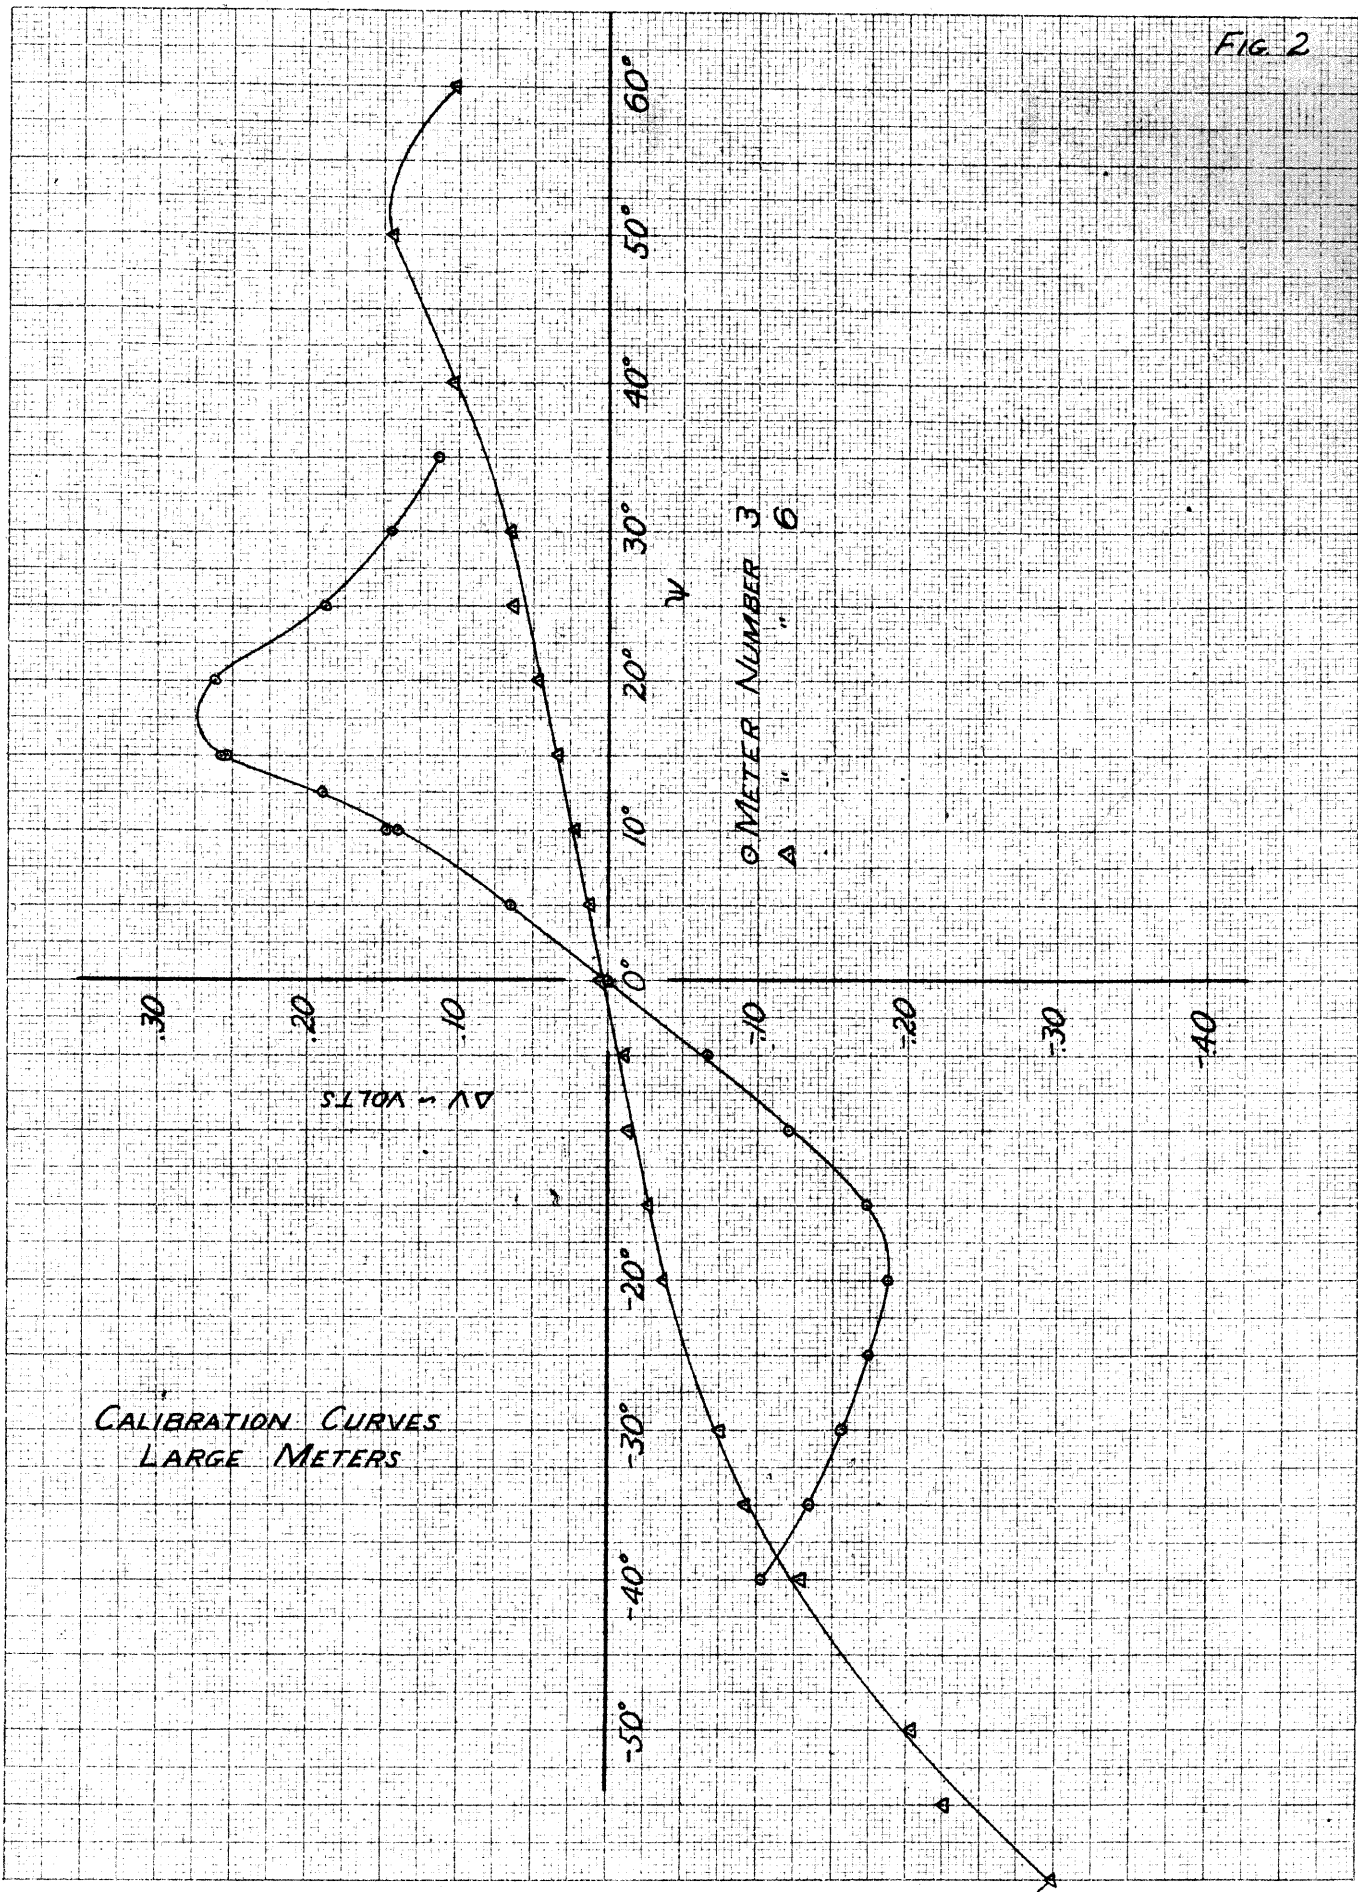 FIG 2
60°
50°
40°
30°
20°
10°
0°
-20°
-30°
-40°
-50°
ψ
.30
.20
.10
-.10
-.20
-.30
-.40
ΔV ~ VOLTS
⊙ METER NUMBER 3
△ " " 6
CALIBRATION CURVES
LARGE METERS